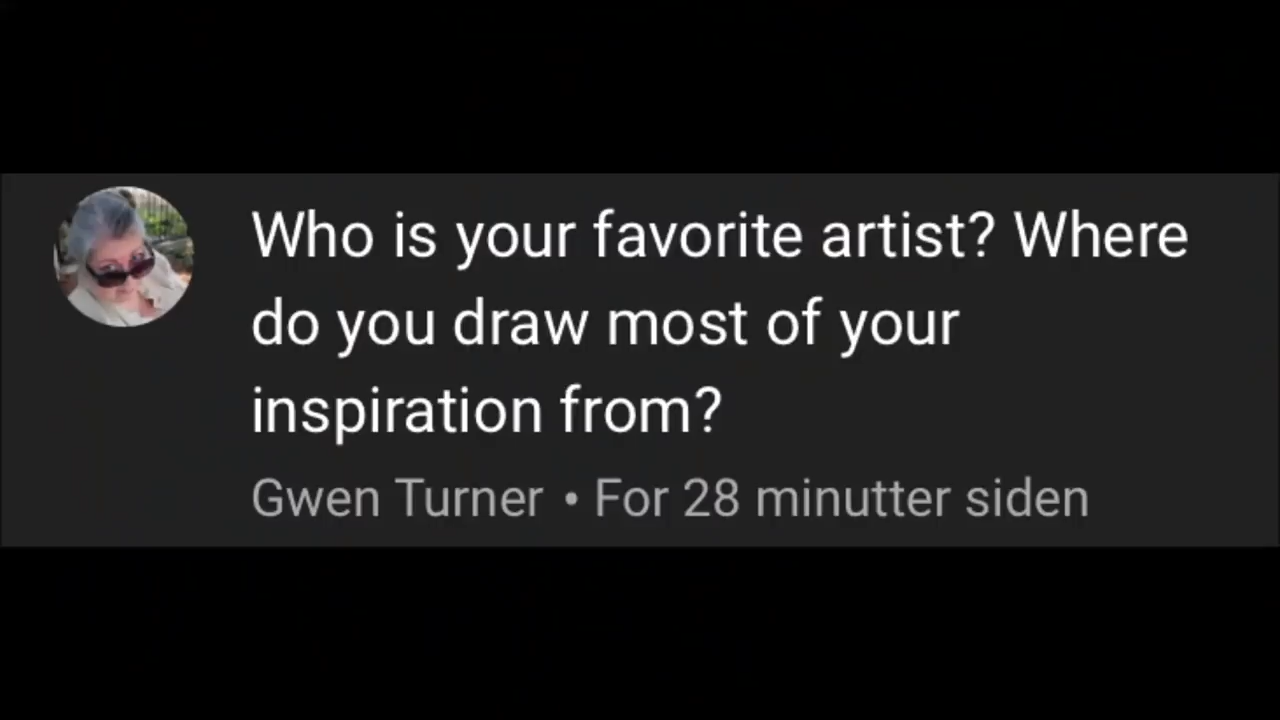 Who is your favorite artist? Where
do you draw most of your
inspiration from?
Gwen Turner • For 28 minutter siden